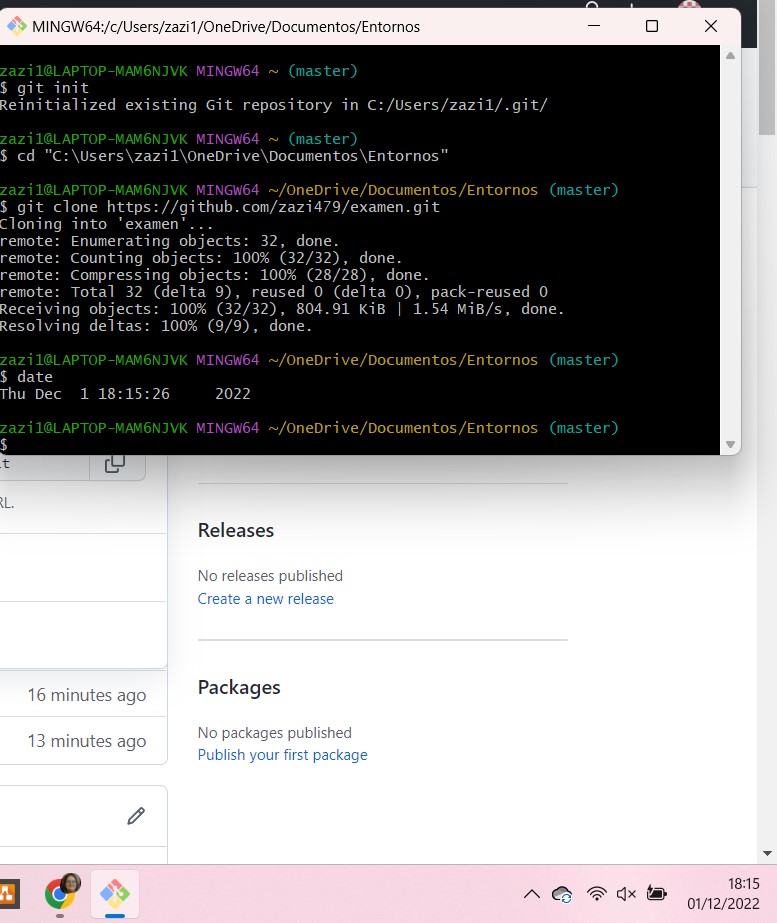 MINGW64:/c/Users/zazi1/OneDrive/Documentos/Entornos
zazi1@LAPTOP-MAM6NJVK MINGW64 ~ (master)
$ git init
Reinitialized existing Git repository in C:/Users/zazi1/.git/
zazi1@LAPTOP-MAM6NJVK MINGW64 ~ (master)
$ cd "C:\Users\zazi1\OneDrive\Documentos\Entornos"
zazi1@LAPTOP-MAM6NJVK MINGW64 ~/OneDrive/Documentos/Entornos (master)
$ git clone https://github.com/zazi479/examen.git
Cloning into 'examen'...
remote: Enumerating objects: 32, done.
remote: Counting objects: 100% (32/32), done.
remote: Compressing objects: 100% (28/28), done.
remote: Total 32 (delta 9), reused 0 (delta 0), pack-reused 0
Receiving objects: 100% (32/32), 804.91 KiB | 1.54 MiB/s, done.
Resolving deltas: 100% (9/9), done.
zazi1@LAPTOP-MAM6NJVK MINGW64 ~/OneDrive/Documentos/Entornos (master)
$ date
Thu Dec  1 18:15:26     2022
zazi1@LAPTOP-MAM6NJVK MINGW64 ~/OneDrive/Documentos/Entornos (master)
$
RL.
Releases
No releases published
Create a new release
Packages
16 minutes ago
No packages published
13 minutes ago
Publish your first package
18:15
01/12/2022